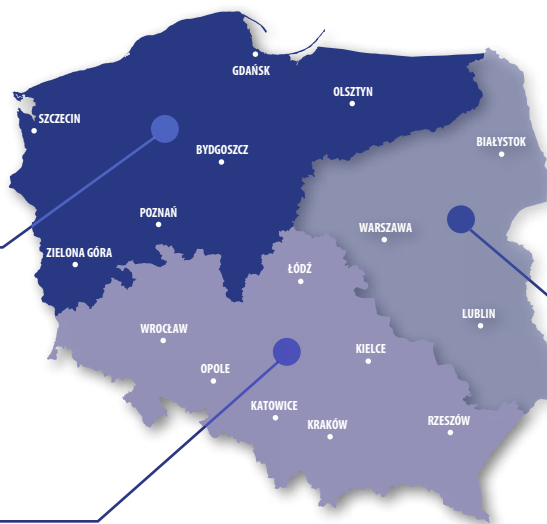 GDAŃSK
OLSZTYN
SZCZECIN
BIAŁYSTOK
BYDGOSZCZ
POZNAŃ
WARSZAWA
ZIELONA GÓRA
ŁÓDŹ
LUBLIN
WROCŁAW
KIELCE
OPOLE
KATOWICE
KRAKÓW
RZESZÓW